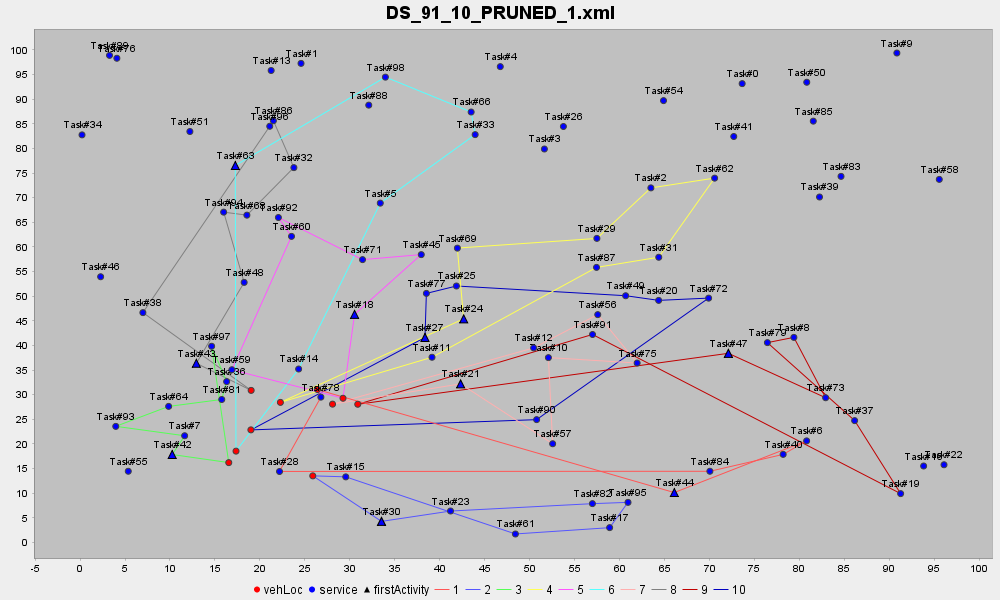 DS_91_10_PRUNED_1.xml
Task#76
Task#1
Task#4
Task#9
Task#13
Task#98
Task#0
Task#50
Task#88
Task#54
Task#66
Task#86
Task#96
Task#34
Task#51
Task#33
Task#26
Task#85
Task#41
Task#3
Task#63
Task#32
Task#62
Task#83
Task#58
Task#2
Task#39
Task#5
Task#94
Task#68
Task#92
Task#60
Task#29
Task#69
Task#45
Task#71
Task#31
Task#87
Task#46
Task#48
Task#77
Task#25
Task#49
Task#20
Task#72
Task#38
Task#18
Task#24
Task#56
Task#27
Task#91
Task#79
Task#8
Task#97
Task#12
Task#10
Task#11
Task#47
Task#43
Task#59
Task#14
Task#75
Task#36
Task#21
Task#81
Task#78
Task#73
Task#64
Task#93
Task#90
Task#37
Task#7
Task#42
Task#57
Task#6
Task#40
Task#55
Task#28
Task#15
Task#84
Task#22
Task#44
Task#19
Task#30
Task#23
Task#82
Task#95
Task#61
Task#17
100
95
90
85
80
75
70
65
60
55
50
45
40
35
30
25
20
15
10
5
0
-5 0 5 10 15 20 25 30 35 40 45 50 55 60 65 70 75 80 85 90 95 100
vehLoc service firstActivity 1 2 3 4 5 6 7 8 9 10